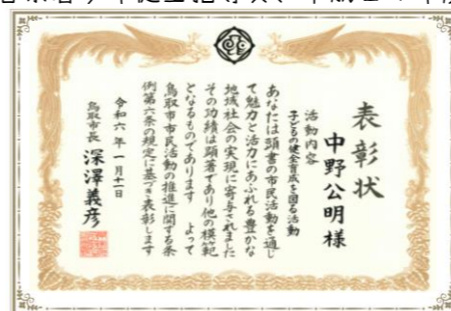 表彰状
中野公明様
活動内容
子どもの健全育成を図る活動
あなたは頭書の市民活動を通じ
て魅力と活力にあふれる豊かな
地域社会の実現に寄与されました
その功績は顕著であり他の模範
となるものであります よって
鳥取市市民活動の推進に関する条
例第六条の規定に基づき表彰します
令和六年一月十一日
鳥取市長 深澤義彦